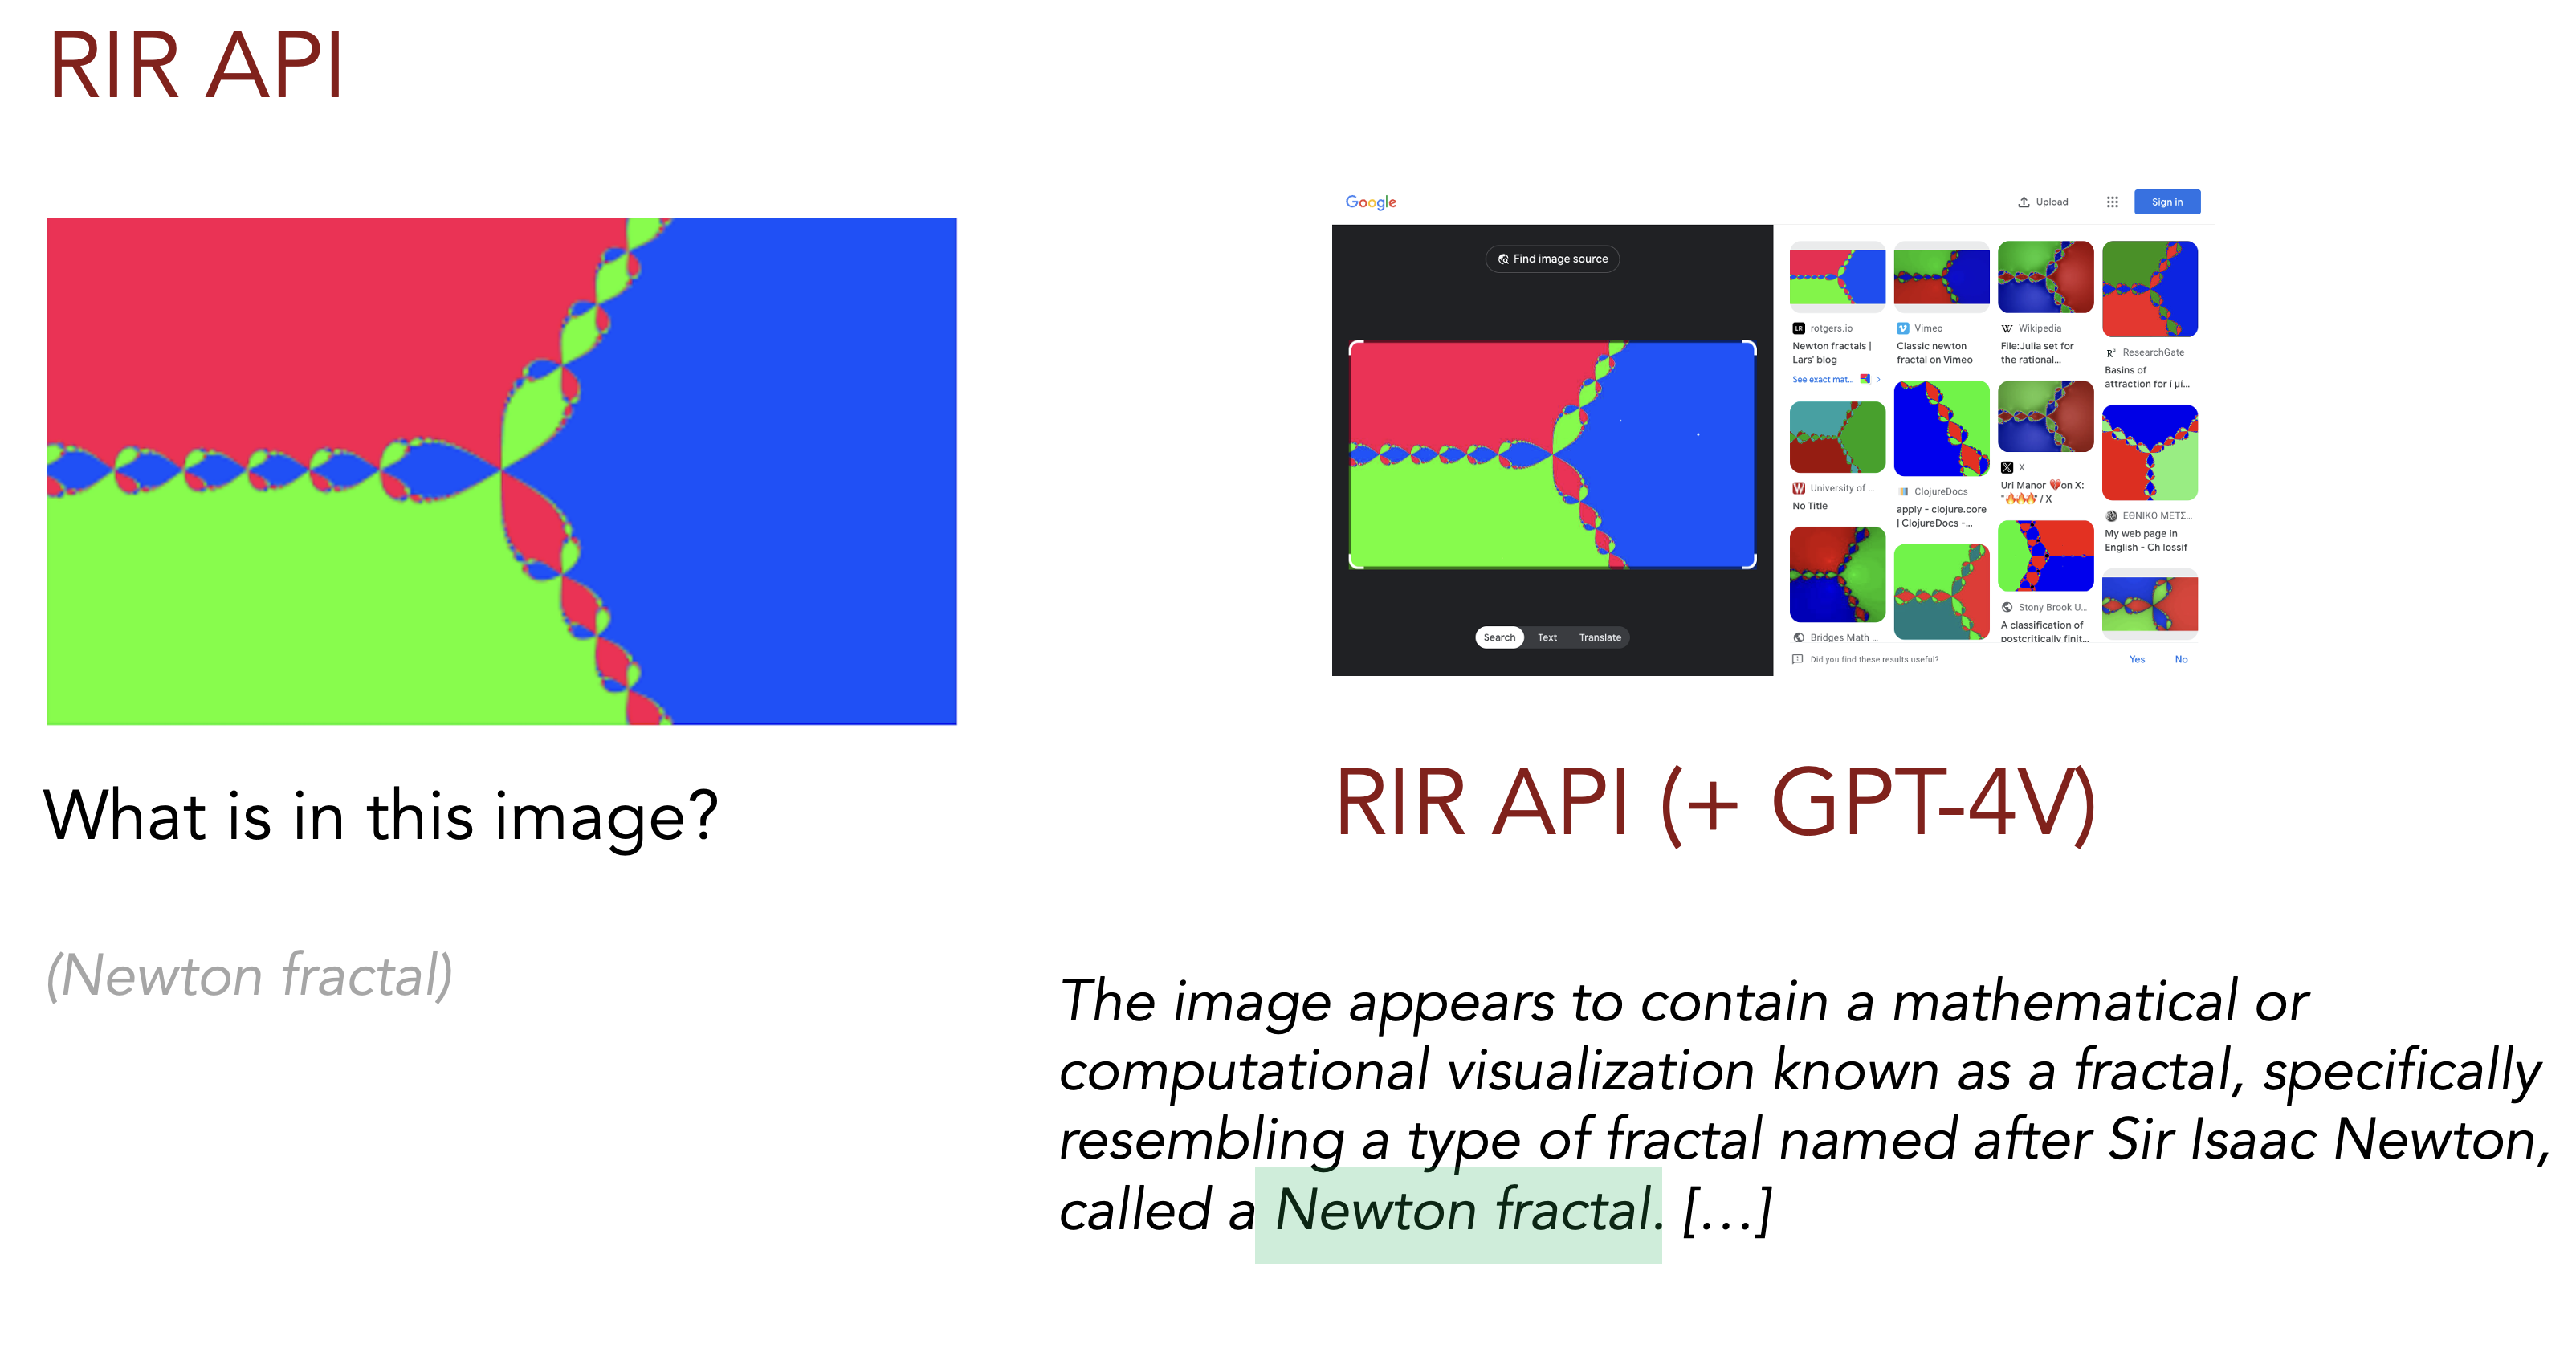 RIR API
What is in this image?
(Newton fractal)
Google
Upload
Sign in
Find image source
Search
Text
Translate
rotgers.io
Newton fractals |
Lars' blog
See exact mat...
University of ...
No Title
Bridges Math ...
Vimeo
Classic newton
fractal on Vimeo
ClojureDocs
apply - clojure.core
| ClojureDocs -...
Wikipedia
File:Julia set for
the rational...
X
Uri Manor 💔on X:
"🔥🔥🔥" / X
Stony Brook U...
A classification of
postcritically finit...
ResearchGate
Basins of
attraction for í µí...
ΕΘΝΙΚΟ ΜΕΤΣ...
My web page in
English - Ch Iossif
Did you find these results useful?
Yes
No
RIR API (+ GPT-4V)
The image appears to contain a mathematical or
computational visualization known as a fractal, specifically
resembling a type of fractal named after Sir Isaac Newton,
called a Newton fractal. […]